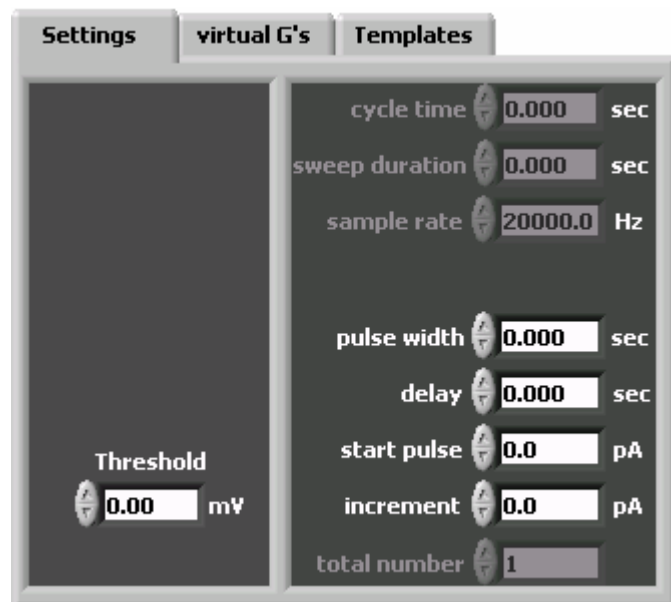 Settings virtual G's Templates
cycle time 0.000 sec
sweep duration 0.000 sec
sample rate 20000.0 Hz
pulse width 0.000 sec
delay 0.000 sec
start pulse 0.0 pA
increment 0.0 pA
total number 1
Threshold
0.00 mV